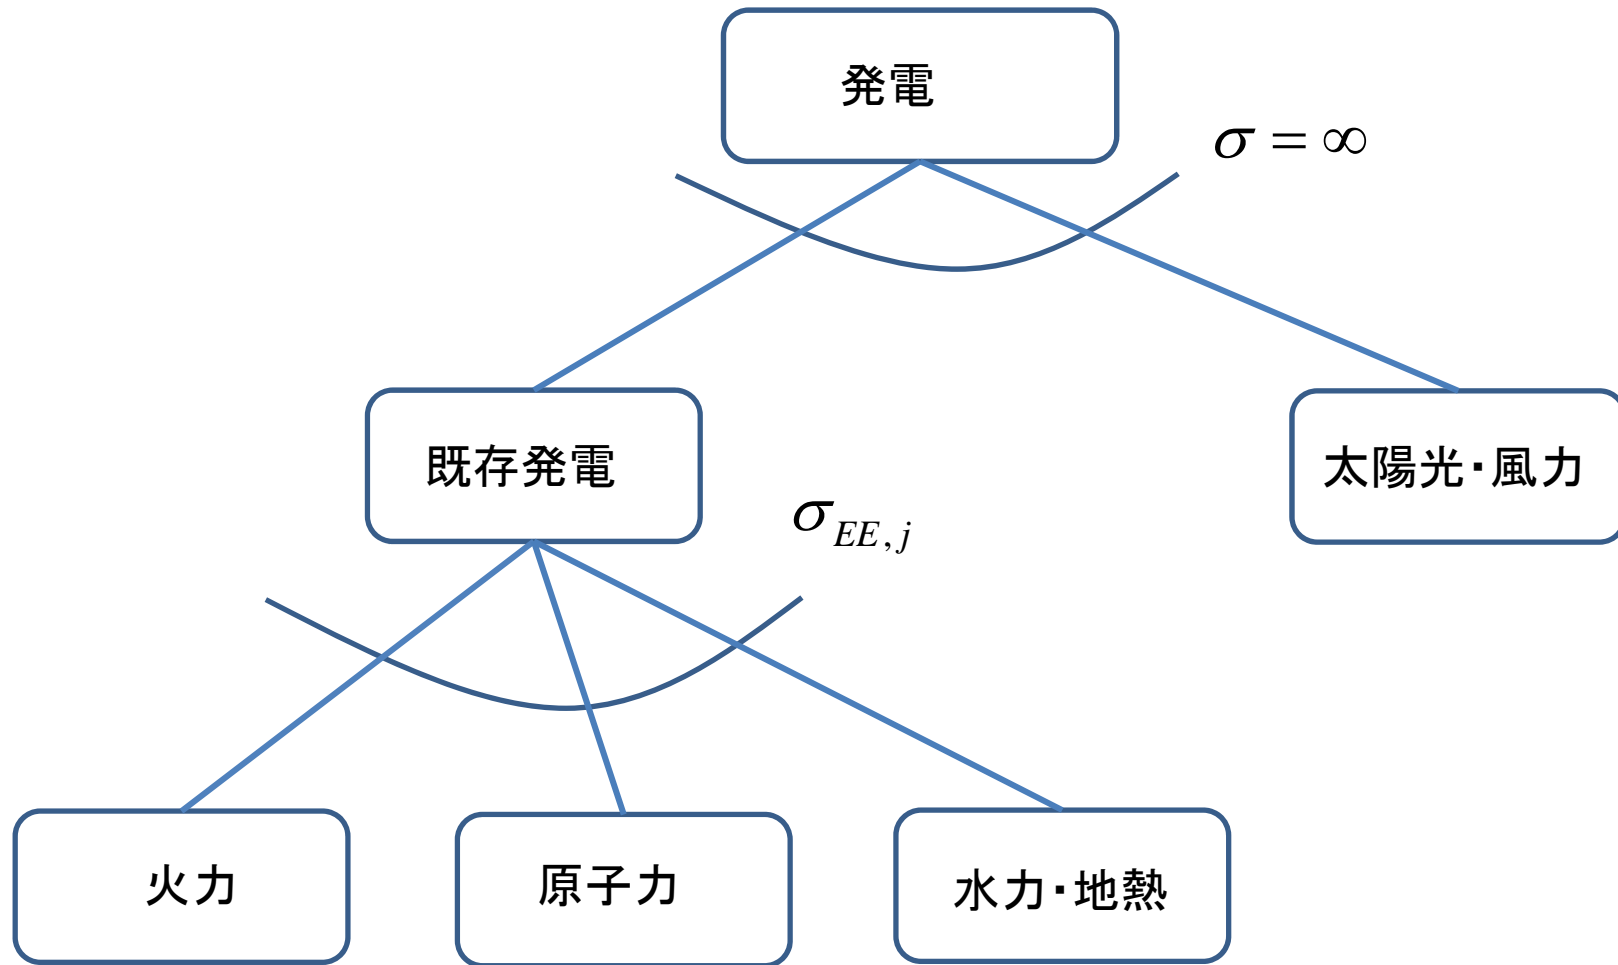 発電
σ = ∞
既存発電
太陽光・風力
σ_{EE,j}
火力
原子力
水力・地熱